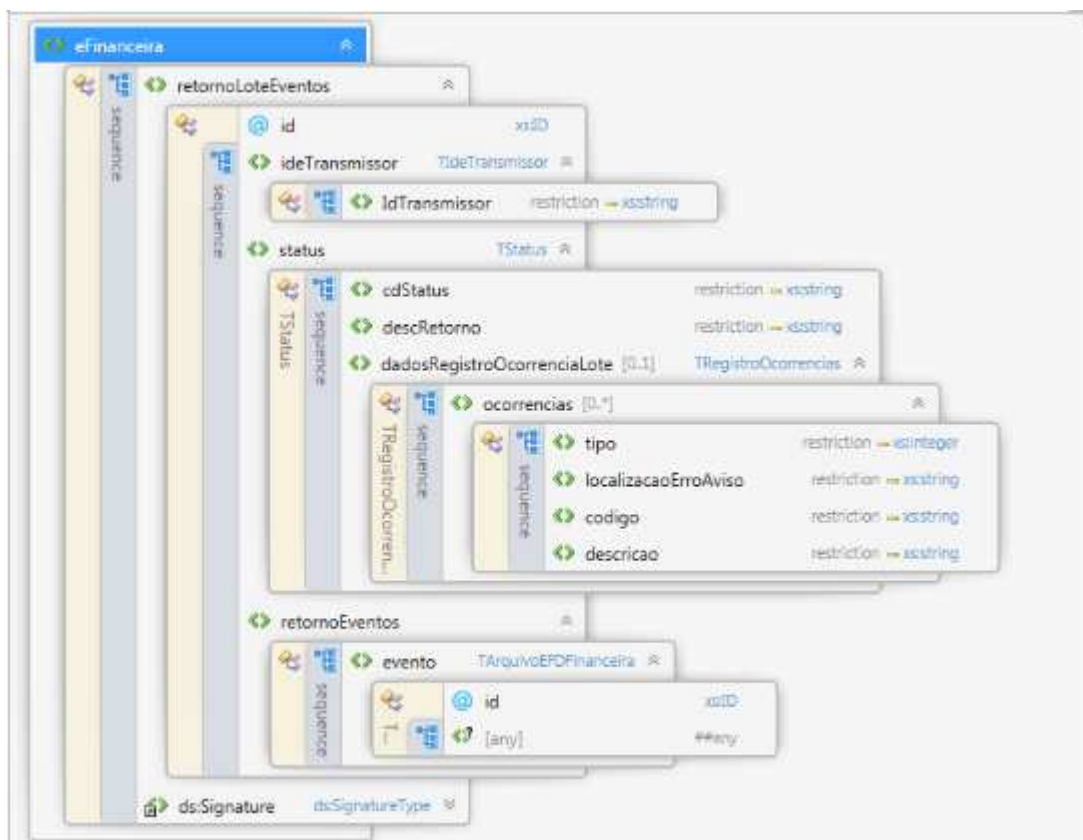 eFinanceira
sequence
retornoLoteEventos
sequence
id xs:ID
ideTransmissor TIdeTransmissor
IdTransmissor restriction xs:string
status TStatus
TStatus
sequence
cdStatus restriction xs:string
descRetorno restriction xs:string
dadosRegistroOcorrenciaLote [0..1] TRegistroOcorrencias
TRegistroOcorren...
sequence
ocorrencias [0..*]
sequence
tipo restriction xs:integer
localizacaoErroAviso restriction xs:string
codigo restriction xs:string
descricao restriction xs:string
retornoEventos
sequence
evento TArquivoEFDFinanceira
T...
id xs:ID
[any] ##any
ds:Signature ds:SignatureType